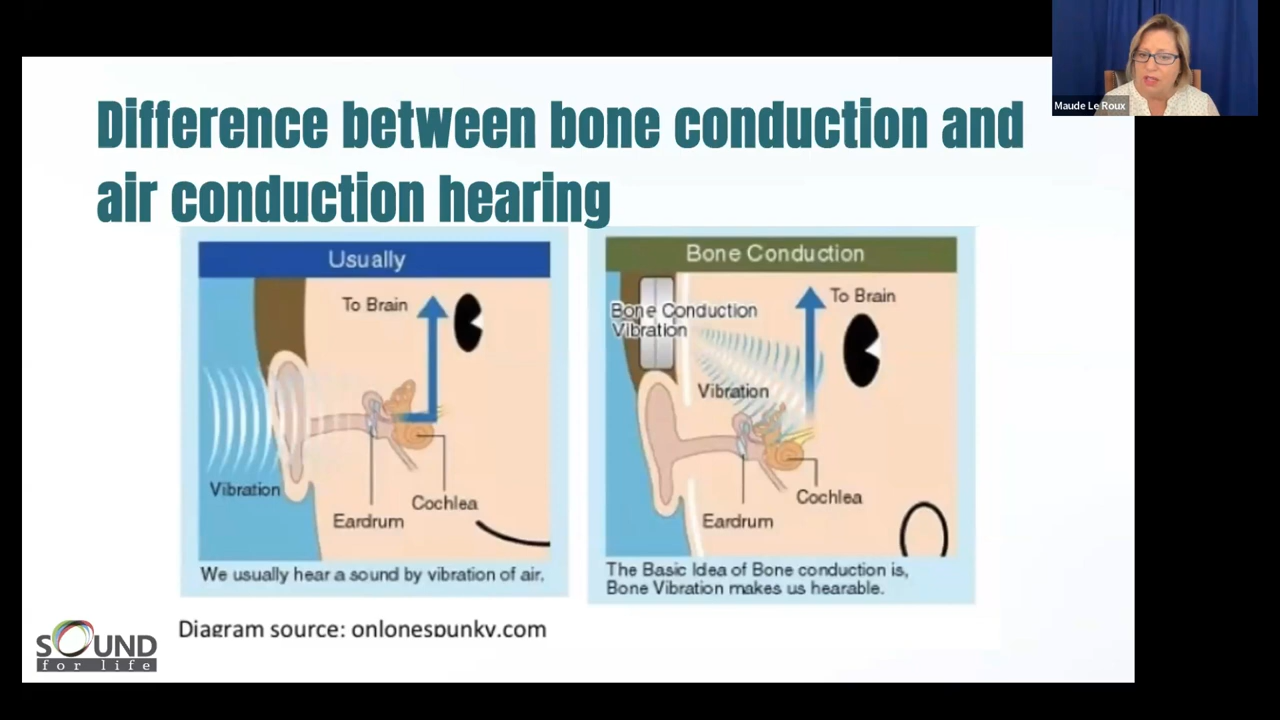 Maude Le Roux
Difference between bone conduction and
air conduction hearing
Usually
To Brain
Vibration
Cochlea
Eardrum
We usually hear a sound by vibration of air.
Bone Conduction
Bone Conduction
Vibration
To Brain
Vibration
Cochlea
Eardrum
The Basic Idea of Bone conduction is,
Bone Vibration makes us hearable.
Diagram source: onlonespunky.com
SOUND
for life